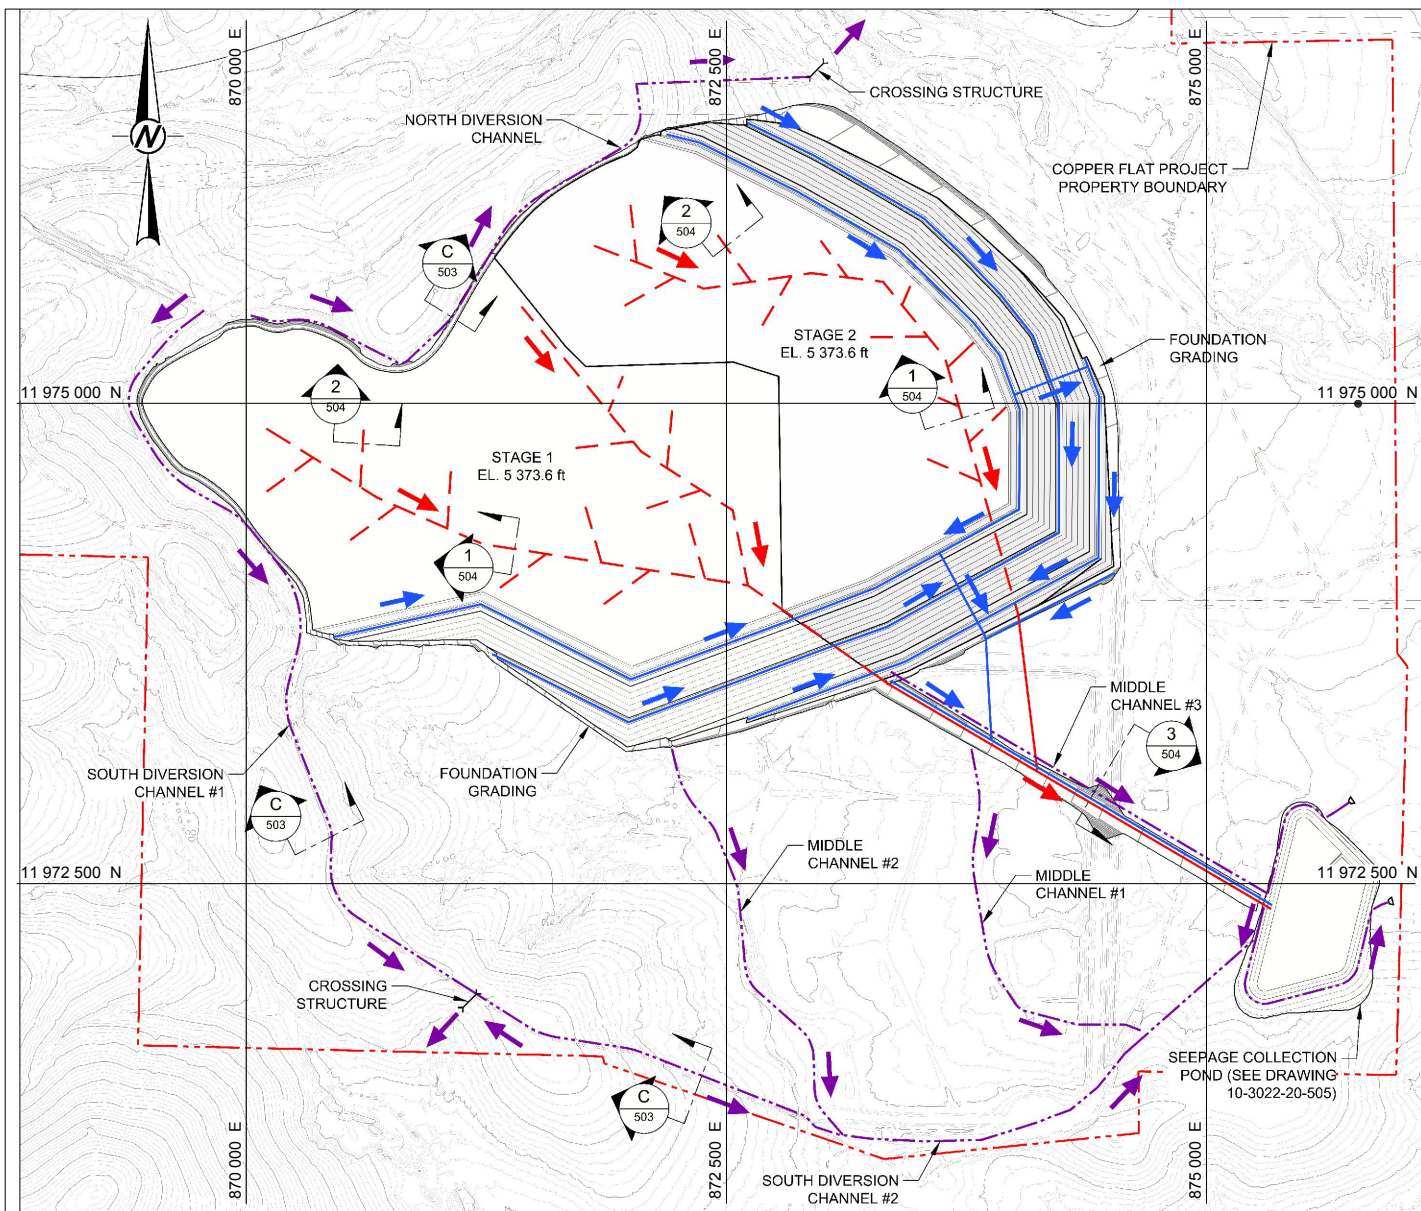 870 000 E
872 500 E
875 000 E
N
CROSSING STRUCTURE
NORTH DIVERSION
CHANNEL
COPPER FLAT PROJECT
PROPERTY BOUNDARY
2
504
C
503
STAGE 2
EL. 5 373.6 ft
FOUNDATION
GRADING
1
504
2
504
11 975 000 N
11 975 000 N
STAGE 1
EL. 5 373.6 ft
1
504
MIDDLE
CHANNEL #3
3
504
SOUTH DIVERSION
CHANNEL #1
FOUNDATION
GRADING
C
503
MIDDLE
CHANNEL #2
MIDDLE
CHANNEL #1
11 972 500 N
11 972 500 N
CROSSING
STRUCTURE
SEEPAGE COLLECTION
POND (SEE DRAWING
10-3022-20-505)
C
503
SOUTH DIVERSION
CHANNEL #2
870 000 E
872 500 E
875 000 E